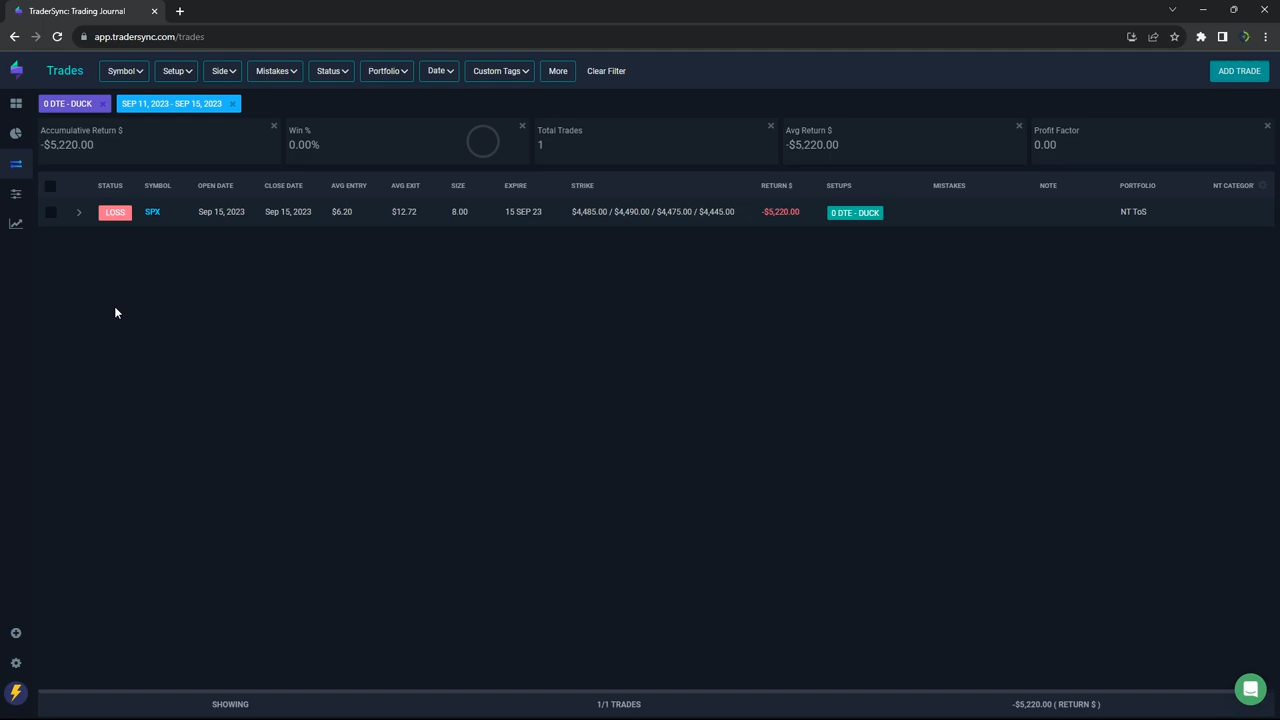 TraderSync: Trading Journal
app.tradersync.com/trades
Trades Symbol Setup Side Mistakes Status Portfolio Date Custom Tags More Clear Filter ADD TRADE
0 DTE - DUCK × SEP 11, 2023 - SEP 15, 2023 ×
Accumulative Return $ Win % Total Trades Avg Return $ Profit Factor
-$5,220.00 0.00% 1 -$5,220.00 0.00
STATUS SYMBOL OPEN DATE CLOSE DATE AVG ENTRY AVG EXIT SIZE EXPIRE STRIKE RETURN $ SETUPS MISTAKES NOTE PORTFOLIO NT CATEGOR
LOSS SPX Sep 15, 2023 Sep 15, 2023 $6.20 $12.72 8.00 15 SEP 23 $4,485.00 / $4,490.00 / $4,475.00 / $4,445.00 -$5,220.00 0 DTE - DUCK NT ToS
SHOWING 1/1 TRADES -$5,220.00 ( RETURN $ )